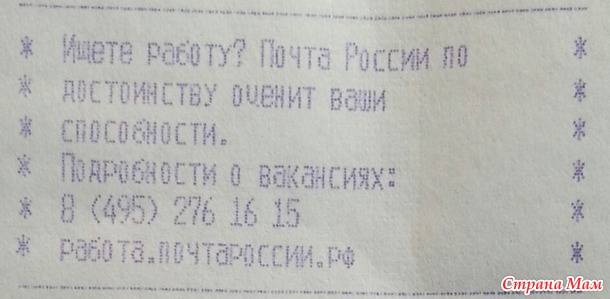 * Ищете работу? Почта России по *
* достоинству оценит ваши *
* способности. *
* Подробности о вакансиях: *
* 8 (495) 276 16 15 *
* работа.почтароссии.рф *
Страна Мам